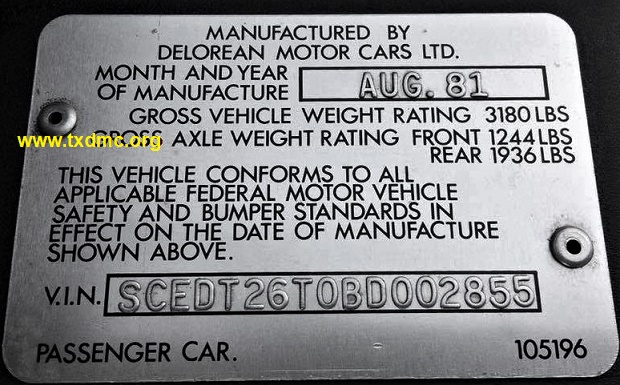 MANUFACTURED BY
DELOREAN MOTOR CARS LTD.
MONTH AND YEAR
OF MANUFACTURE AUG. 81
GROSS VEHICLE WEIGHT RATING 3180 LBS
www.txdmc.org
GROSS AXLE WEIGHT RATING FRONT 1244 LBS
REAR 1936 LBS
THIS VEHICLE CONFORMS TO ALL
APPLICABLE FEDERAL MOTOR VEHICLE
SAFETY AND BUMPER STANDARDS IN
EFFECT ON THE DATE OF MANUFACTURE
SHOWN ABOVE.
V.I.N. SCEDT26T0BD002855
PASSENGER CAR. 105196